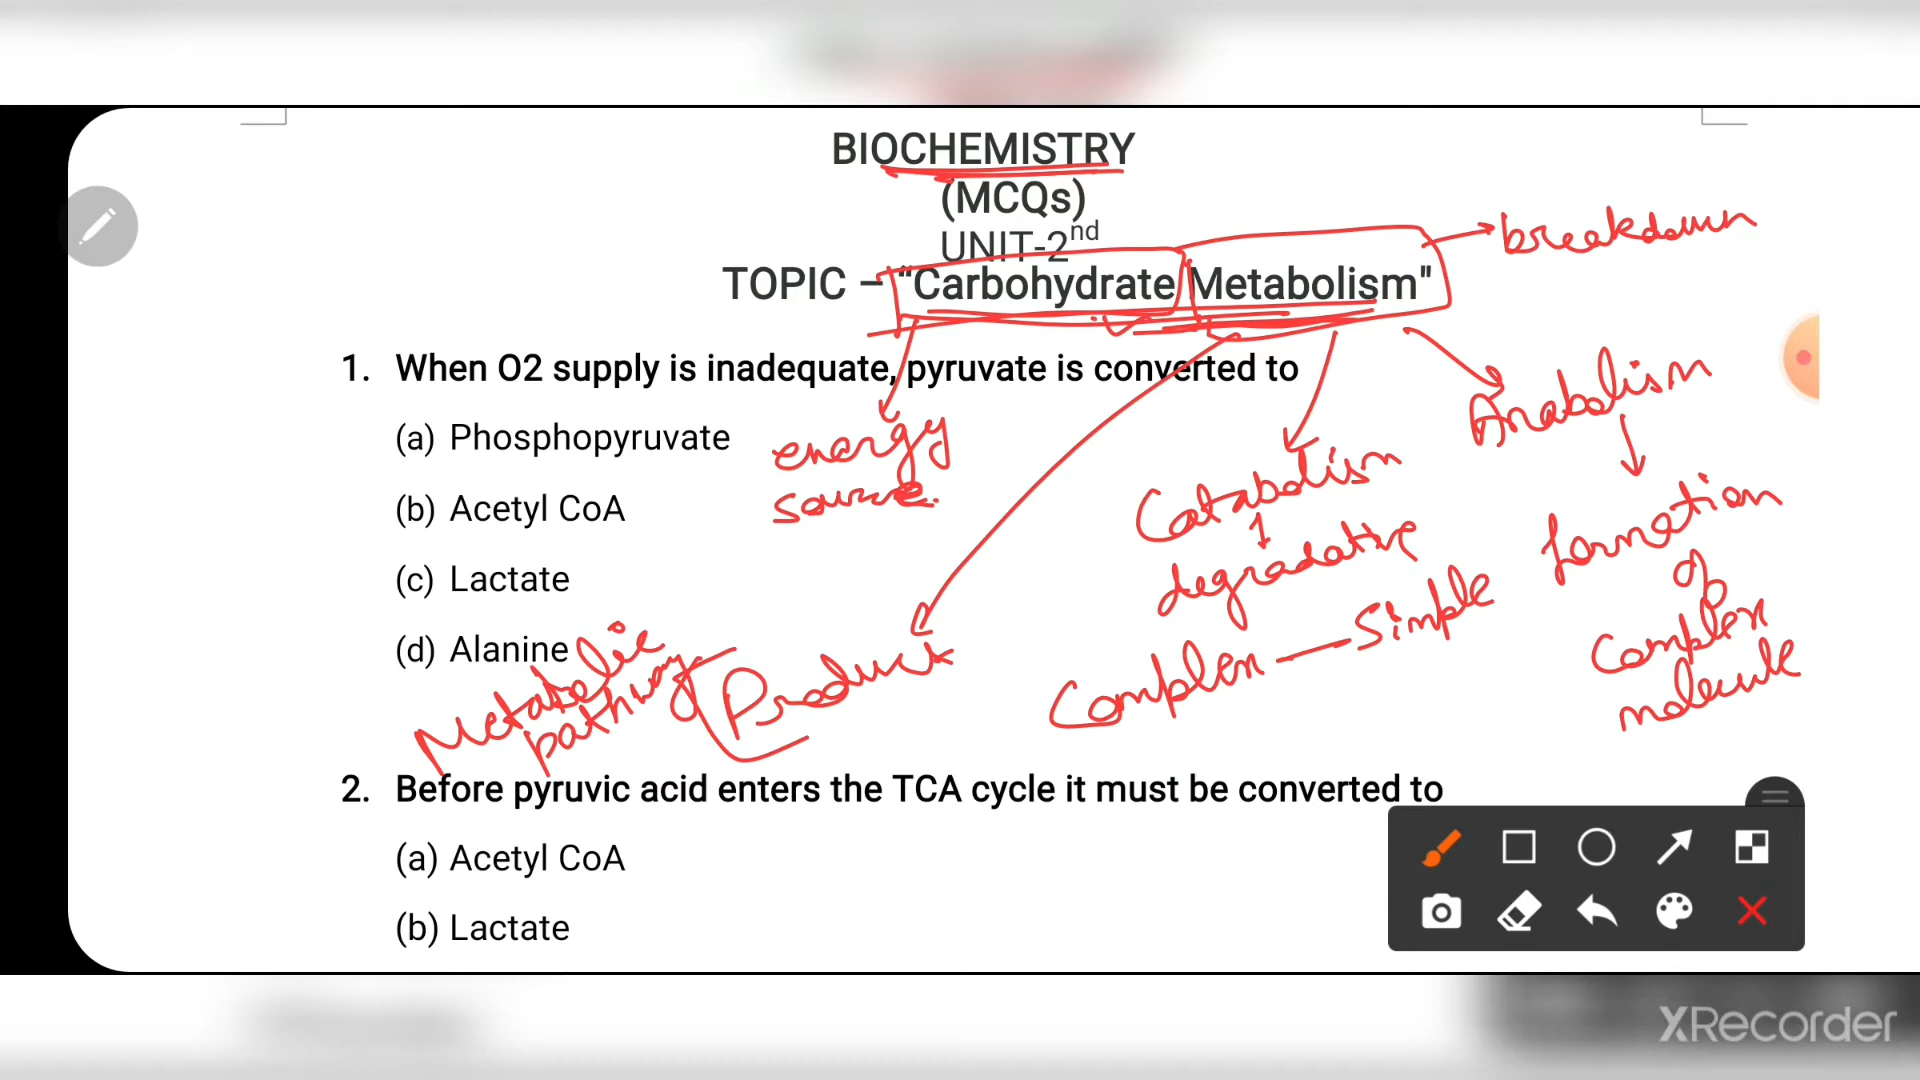 BIOCHEMISTRY
(MCQs)
UNIT-2nd
TOPIC – "Carbohydrate Metabolism"
breakdown
1. When O2 supply is inadequate, pyruvate is converted to
(a) Phosphopyruvate
(b) Acetyl CoA
(c) Lactate
(d) Alanine
energy
source.
Catabolism
degradative
Complex — Simple
Anabolism
formation
of
Complex
molecule
Metabolic
pathway
Product
2. Before pyruvic acid enters the TCA cycle it must be converted to
(a) Acetyl CoA
(b) Lactate
XRecorder